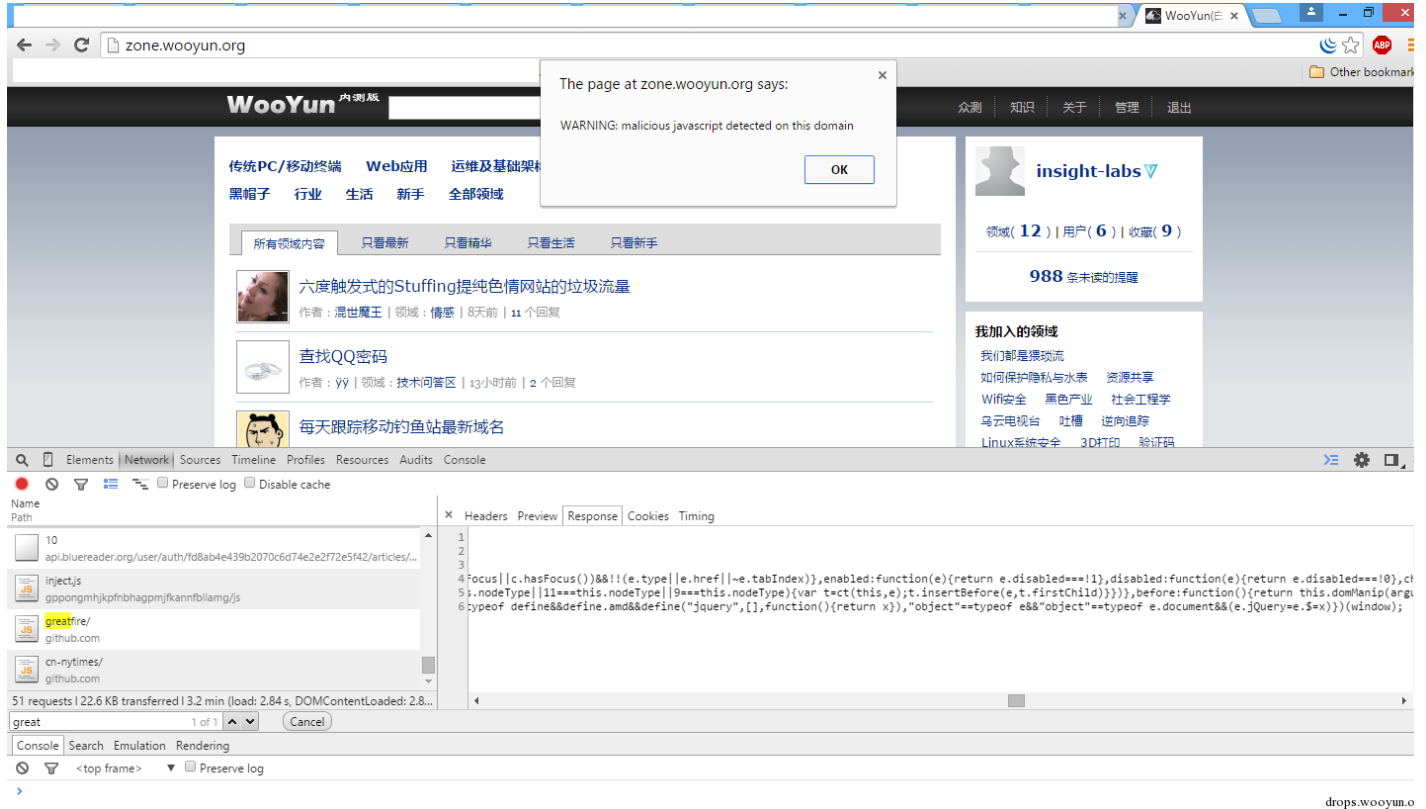 WooYun(白
zone.wooyun.org
ABP
Other bookmark
The page at zone.wooyun.org says:
WARNING: malicious javascript detected on this domain
OK
WooYun 内测版
众测 知识 关于 管理 退出
传统PC/移动终端 Web应用 运维及基础架构
黑帽子 行业 生活 新手 全部领域
所有领域内容 只看最新 只看精华 只看生活 只看新手
六度触发式的Stuffing提纯色情网站的垃圾流量
作者：混世魔王 | 领域：情感 | 8天前 | 11 个回复
查找QQ密码
作者：ÿÿ | 领域：技术问答区 | 13小时前 | 2 个回复
每天跟踪移动钓鱼站最新域名
insight-labs
领域( 12 ) | 用户( 6 ) | 收藏( 9 )
988 条未读的提醒
我加入的领域
我们都是猥琐流
如何保护隐私与水表 资源共享
Wifi安全 黑色产业 社会工程学
乌云电视台 吐槽 逆向追踪
Linux系统安全 3D打印 验证码
Elements Network Sources Timeline Profiles Resources Audits Console
Preserve log Disable cache
Name
Path
× Headers Preview Response Cookies Timing
10
api.bluereader.org/user/auth/fd8ab4e439b2070c6d74e2e2f72e5f42/articles/...
inject.js
gppongmhjkpfnbhagpmjfkannfbllamg/js
greatfire/
github.com
cn-nytimes/
github.com
1
2
3
4 focus||c.hasFocus())&&!!(e.type||e.href||~e.tabIndex)},enabled:function(e){return e.disabled===!1},disabled:function(e){return e.disabled===!0},ch
5 s.nodeType||11===this.nodeType||9===this.nodeType){var t=ct(this,e);t.insertBefore(e,t.firstChild)}})},before:function(){return this.domManip(argu
6 typeof define&&define.amd&&define("jquery",[],function(){return x}),"object"==typeof e&&"object"==typeof e.document&&(e.jQuery=e.$=x)})(window);
51 requests | 22.6 KB transferred | 3.2 min (load: 2.84 s, DOMContentLoaded: 2.8...
great 1 of 1 Cancel
Console Search Emulation Rendering
<top frame> ▼ Preserve log
>
drops.wooyun.o